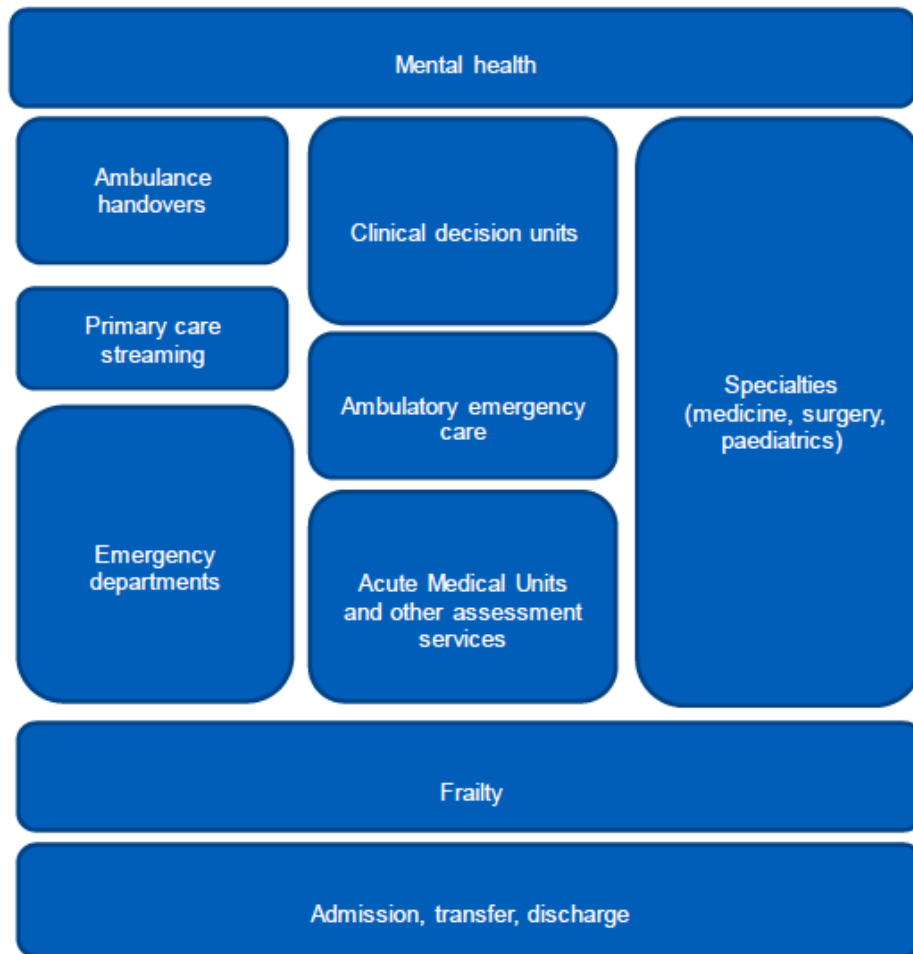 Mental health
Ambulance
handovers
Primary care
streaming
Emergency
departments
Clinical decision units
Ambulatory emergency
care
Acute Medical Units
and other assessment
services
Specialties
(medicine, surgery,
paediatrics)
Frailty
Admission, transfer, discharge